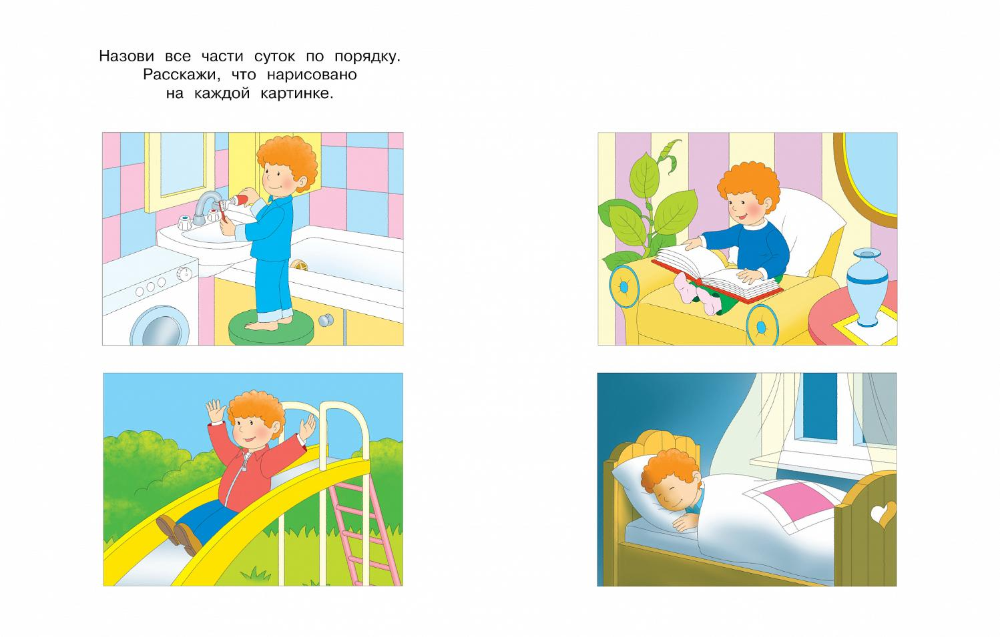 Назови все части суток по порядку.
Расскажи, что нарисовано
на каждой картинке.